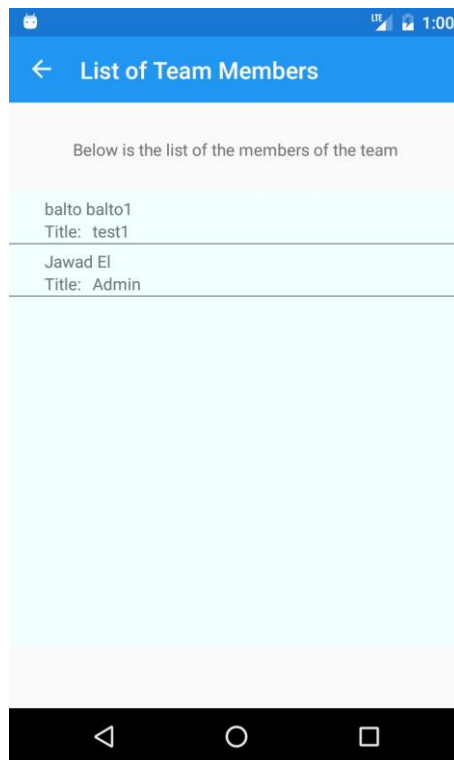 LTE 1:00
List of Team Members
Below is the list of the members of the team
balto balto1
Title: test1
Jawad El
Title: Admin